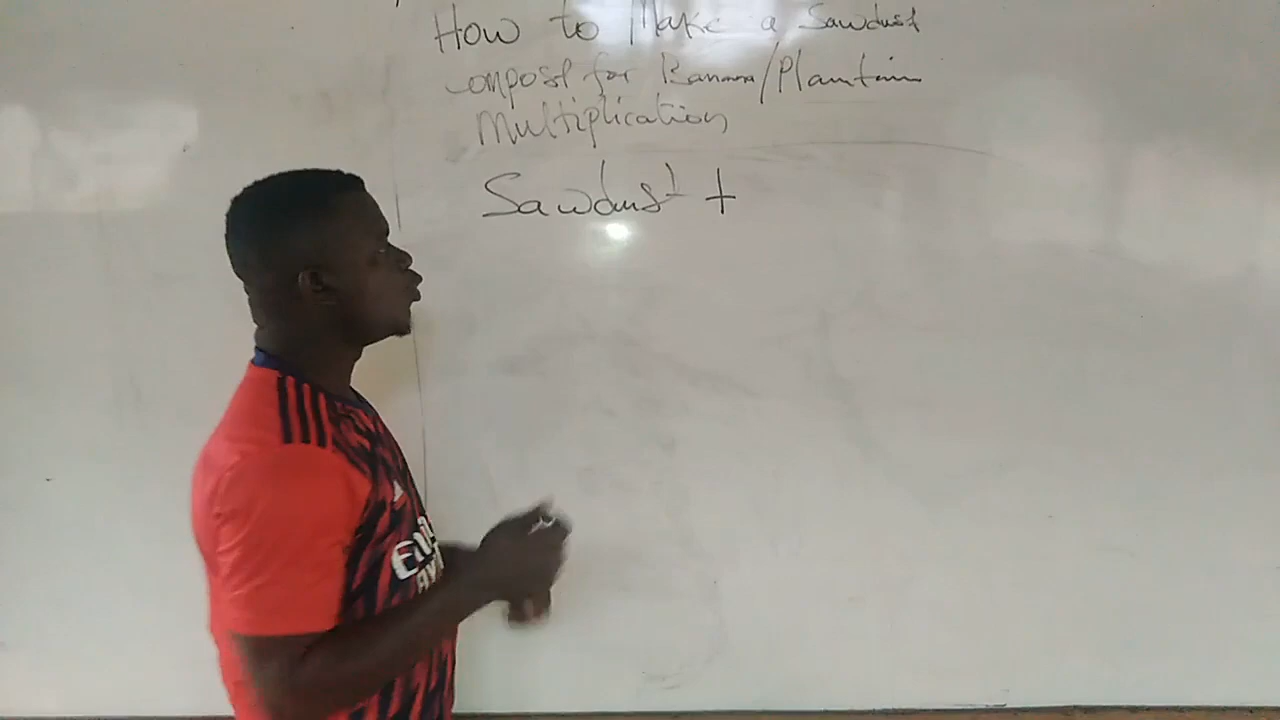 How to Make a Sawdust
compost for Banana/Plantain
Multiplication
Sawdust +